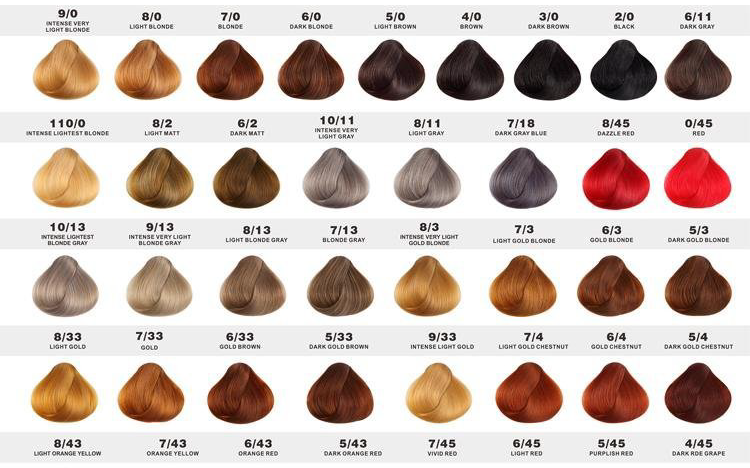 9/0 8/0 7/0 6/0 5/0 4/0 3/0 2/0 6/11
INTENSE VERY LIGHT BLONDE BLONDE DARK BLONDE LIGHT BROWN BROWN DARK BROWN BLACK DARK GRAY
LIGHT BLONDE
110/0 8/2 6/2 10/11 8/11 7/18 8/45 0/45
INTENSE LIGHTEST BLONDE LIGHT MATT DARK MATT INTENSE VERY LIGHT GRAY DARK GRAY BLUE DAZZLE RED RED
LIGHT GRAY
10/13 9/13 8/13 7/13 8/3 7/3 6/3 5/3
INTENSE LIGHTEST INTENSE VERY LIGHT LIGHT BLONDE GRAY BLONDE GRAY INTENSE VERY LIGHT LIGHT GOLD BLONDE GOLD BLONDE DARK GOLD BLONDE
BLONDE GRAY BLONDE GRAY GOLD BLONDE
8/33 7/33 6/33 5/33 9/33 7/4 6/4 5/4
LIGHT GOLD GOLD GOLD BROWN DARK GOLD BROWN INTENSE LIGHT GOLD LIGHT GOLD CHESTNUT GOLD CHESTNUT DARK GOLD CHESTNUT
8/43 7/43 6/43 5/43 7/45 6/45 5/45 4/45
LIGHT ORANGE YELLOW ORANGE YELLOW ORANGE RED DARK ORANGE RED VIVID RED LIGHT RED PURPLISH RED DARK RDE GRAPE